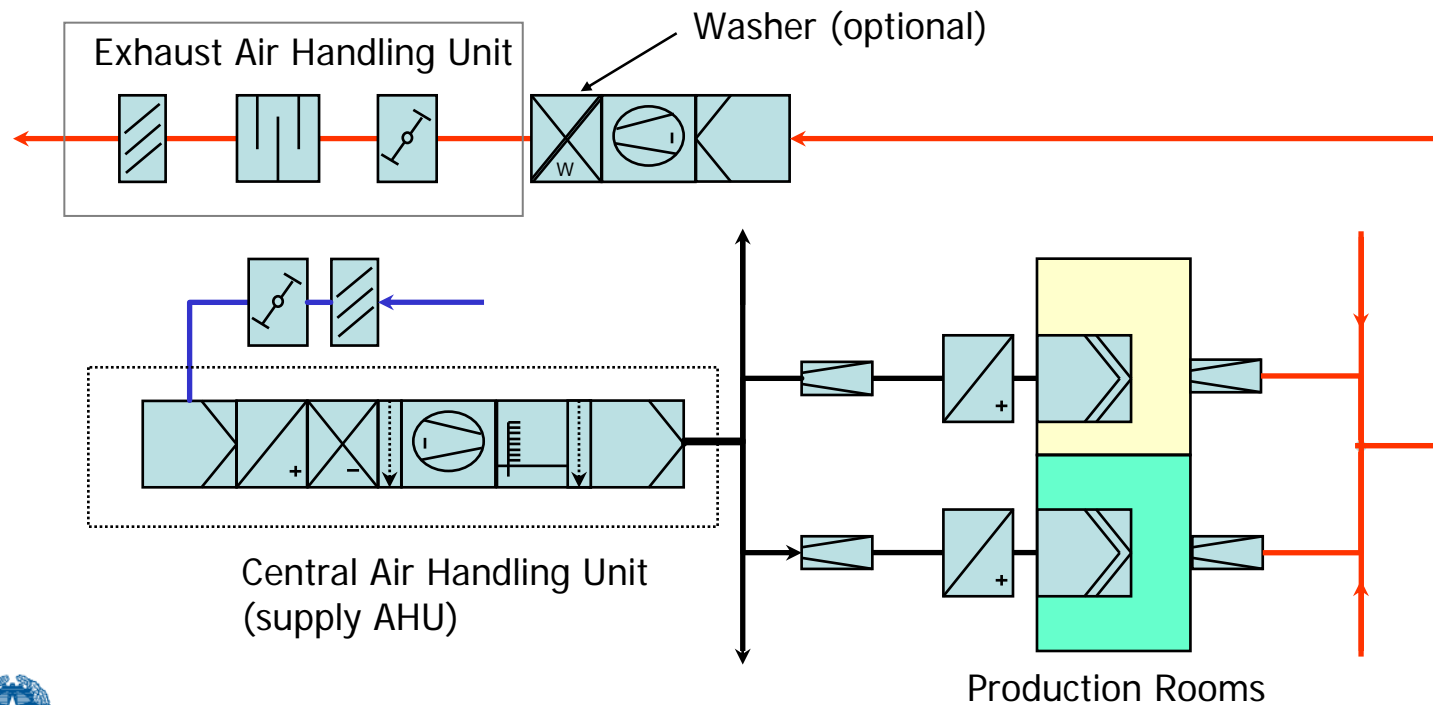 Washer (optional)
Exhaust Air Handling Unit
W
-
+
-
-
+
+
Central Air Handling Unit
(supply AHU)
Production Rooms